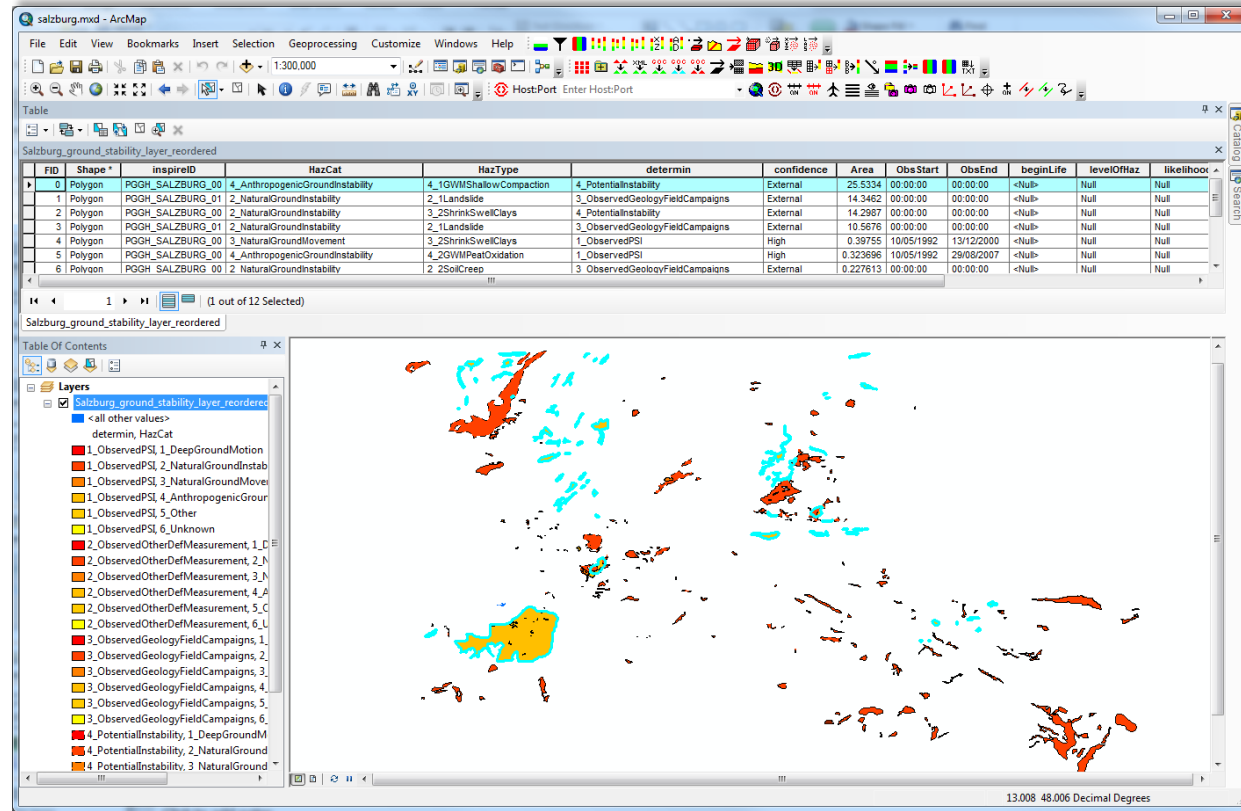 salzburg.mxd - ArcMap
File Edit View Bookmarks Insert Selection Geoprocessing Customize Windows Help
1:300,000
Host:Port Enter Host:Port
Table
Salzburg_ground_stability_layer_reordered
FID Shape * inspireID HazCat HazType determin confidence Area ObsStart ObsEnd beginLife levelOfHaz likelihood
0 Polygon PGGH_SALZBURG_00 4_AnthropogenicGroundInstability 4_1GWMShallowCompaction 4_PotentialInstability External 25.5334 00:00:00 00:00:00 <Null> Null Null
1 Polygon PGGH_SALZBURG_01 2_NaturalGroundInstability 2_1Landslide 3_ObservedGeologyFieldCampaigns External 14.3462 00:00:00 00:00:00 <Null> Null Null
2 Polygon PGGH_SALZBURG_00 2_NaturalGroundInstability 3_2ShrinkSwellClays 4_PotentialInstability External 14.2987 00:00:00 00:00:00 <Null> Null Null
3 Polygon PGGH_SALZBURG_01 2_NaturalGroundInstability 2_1Landslide 3_ObservedGeologyFieldCampaigns External 10.5676 00:00:00 00:00:00 <Null> Null Null
4 Polygon PGGH_SALZBURG_00 3_NaturalGroundMovement 3_2ShrinkSwellClays 1_ObservedPSI High 0.39755 10/05/1992 13/12/2000 <Null> Null Null
5 Polygon PGGH_SALZBURG_00 4_AnthropogenicGroundInstability 4_2GWMPeatOxidation 1_ObservedPSI High 0.323696 10/05/1992 29/08/2007 <Null> Null Null
6 Polygon PGGH_SALZBURG_00 2_NaturalGroundInstability 2_2SoilCreep 3_ObservedGeologyFieldCampaigns External 0.227613 00:00:00 00:00:00 <Null> Null Null
1 (1 out of 12 Selected)
Salzburg_ground_stability_layer_reordered
Table Of Contents
Layers
Salzburg_ground_stability_layer_reordered
<all other values>
determin, HazCat
1_ObservedPSI, 1_DeepGroundMotion
1_ObservedPSI, 2_NaturalGroundInstab
1_ObservedPSI, 3_NaturalGroundMove
1_ObservedPSI, 4_AnthropogenicGrour
1_ObservedPSI, 5_Other
1_ObservedPSI, 6_Unknown
2_ObservedOtherDefMeasurement, 1_D
2_ObservedOtherDefMeasurement, 2_N
2_ObservedOtherDefMeasurement, 3_N
2_ObservedOtherDefMeasurement, 4_A
2_ObservedOtherDefMeasurement, 5_C
2_ObservedOtherDefMeasurement, 6_U
3_ObservedGeologyFieldCampaigns, 1_
3_ObservedGeologyFieldCampaigns, 2_
3_ObservedGeologyFieldCampaigns, 3_
3_ObservedGeologyFieldCampaigns, 4_
3_ObservedGeologyFieldCampaigns, 5_
3_ObservedGeologyFieldCampaigns, 6_
4_PotentialInstability, 1_DeepGroundM
4_PotentialInstability, 2_NaturalGround
4_PotentialInstability, 3_NaturalGround
Catalog
Search
13.008 48.006 Decimal Degrees